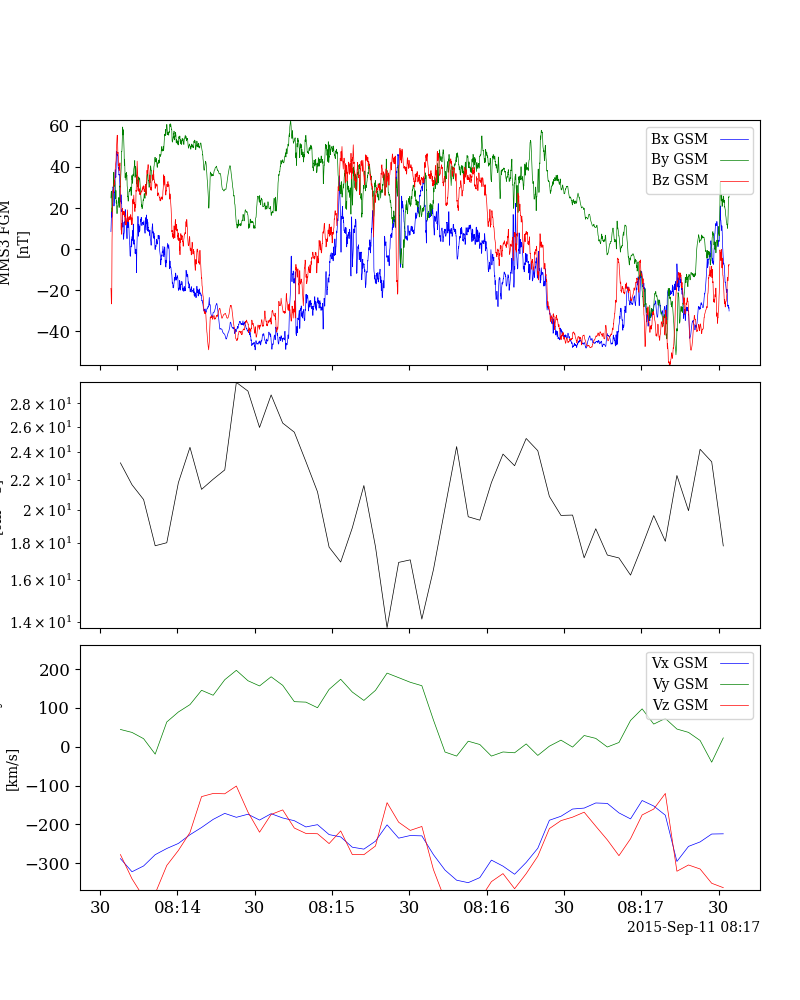 60
40
20
0
−20
−40
MMS3 FGM
[nT]
Bx GSM
By GSM
Bz GSM
2.8 × 10¹
2.6 × 10¹
2.4 × 10¹
2.2 × 10¹
2 × 10¹
1.8 × 10¹
1.6 × 10¹
1.4 × 10¹
200
100
0
−100
−200
−300
[km/s]
Vx GSM
Vy GSM
Vz GSM
30 08:14 30 08:15 30 08:16 30 08:17 30
2015-Sep-11 08:17